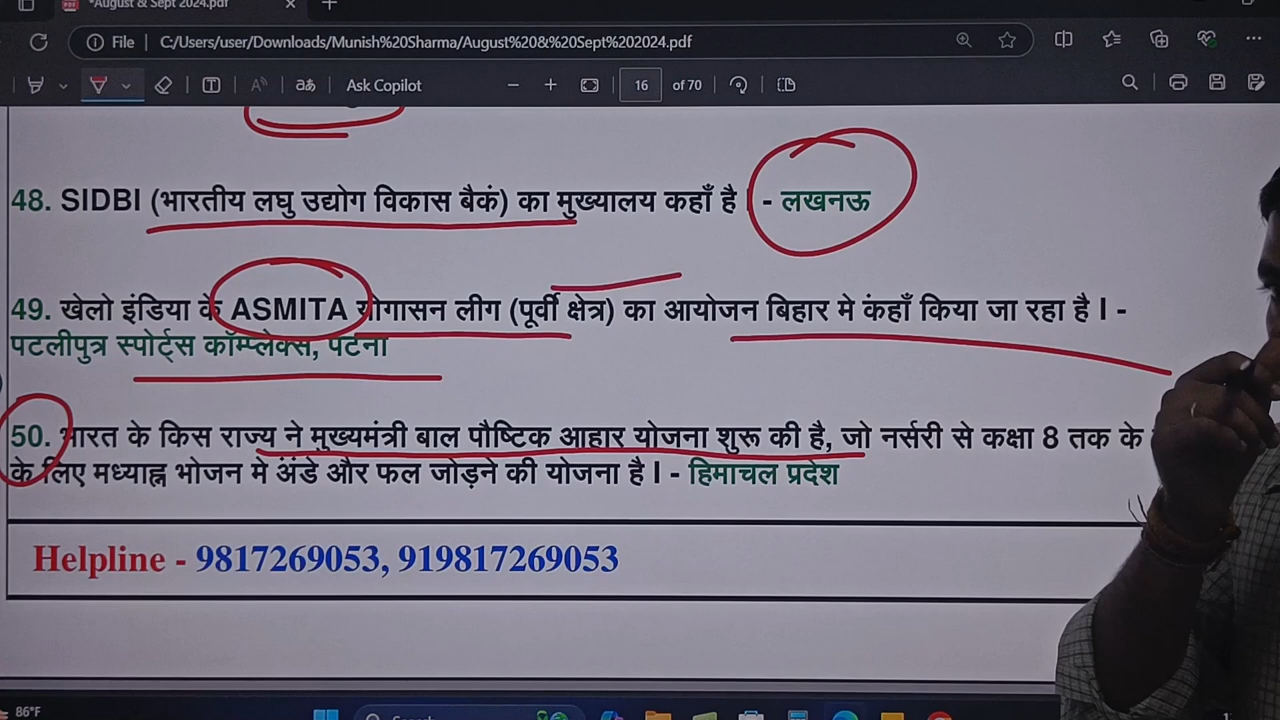 *August & Sept 2024.pdf
File | C:/Users/user/Downloads/Munish%20Sharma/August%20&%20Sept%202024.pdf
aあ Ask Copilot 16 of 70
48. SIDBI (भारतीय लघु उद्योग विकास बैकं) का मुख्यालय कहाँ है - लखनऊ
49. खेलो इंडिया के ASMITA योगासन लीग (पूर्वी क्षेत्र) का आयोजन बिहार मे कंहाँ किया जा रहा है I -
पटलीपुत्र स्पोर्ट्स कॉम्प्लेक्स, पटना
50. भारत के किस राज्य ने मुख्यमंत्री बाल पौष्टिक आहार योजना शुरू की है, जो नर्सरी से कक्षा 8 तक के
के लिए मध्याह्न भोजन मे अंडे और फल जोड़ने की योजना है I - हिमाचल प्रदेश
Helpline - 9817269053, 919817269053
86°F Search